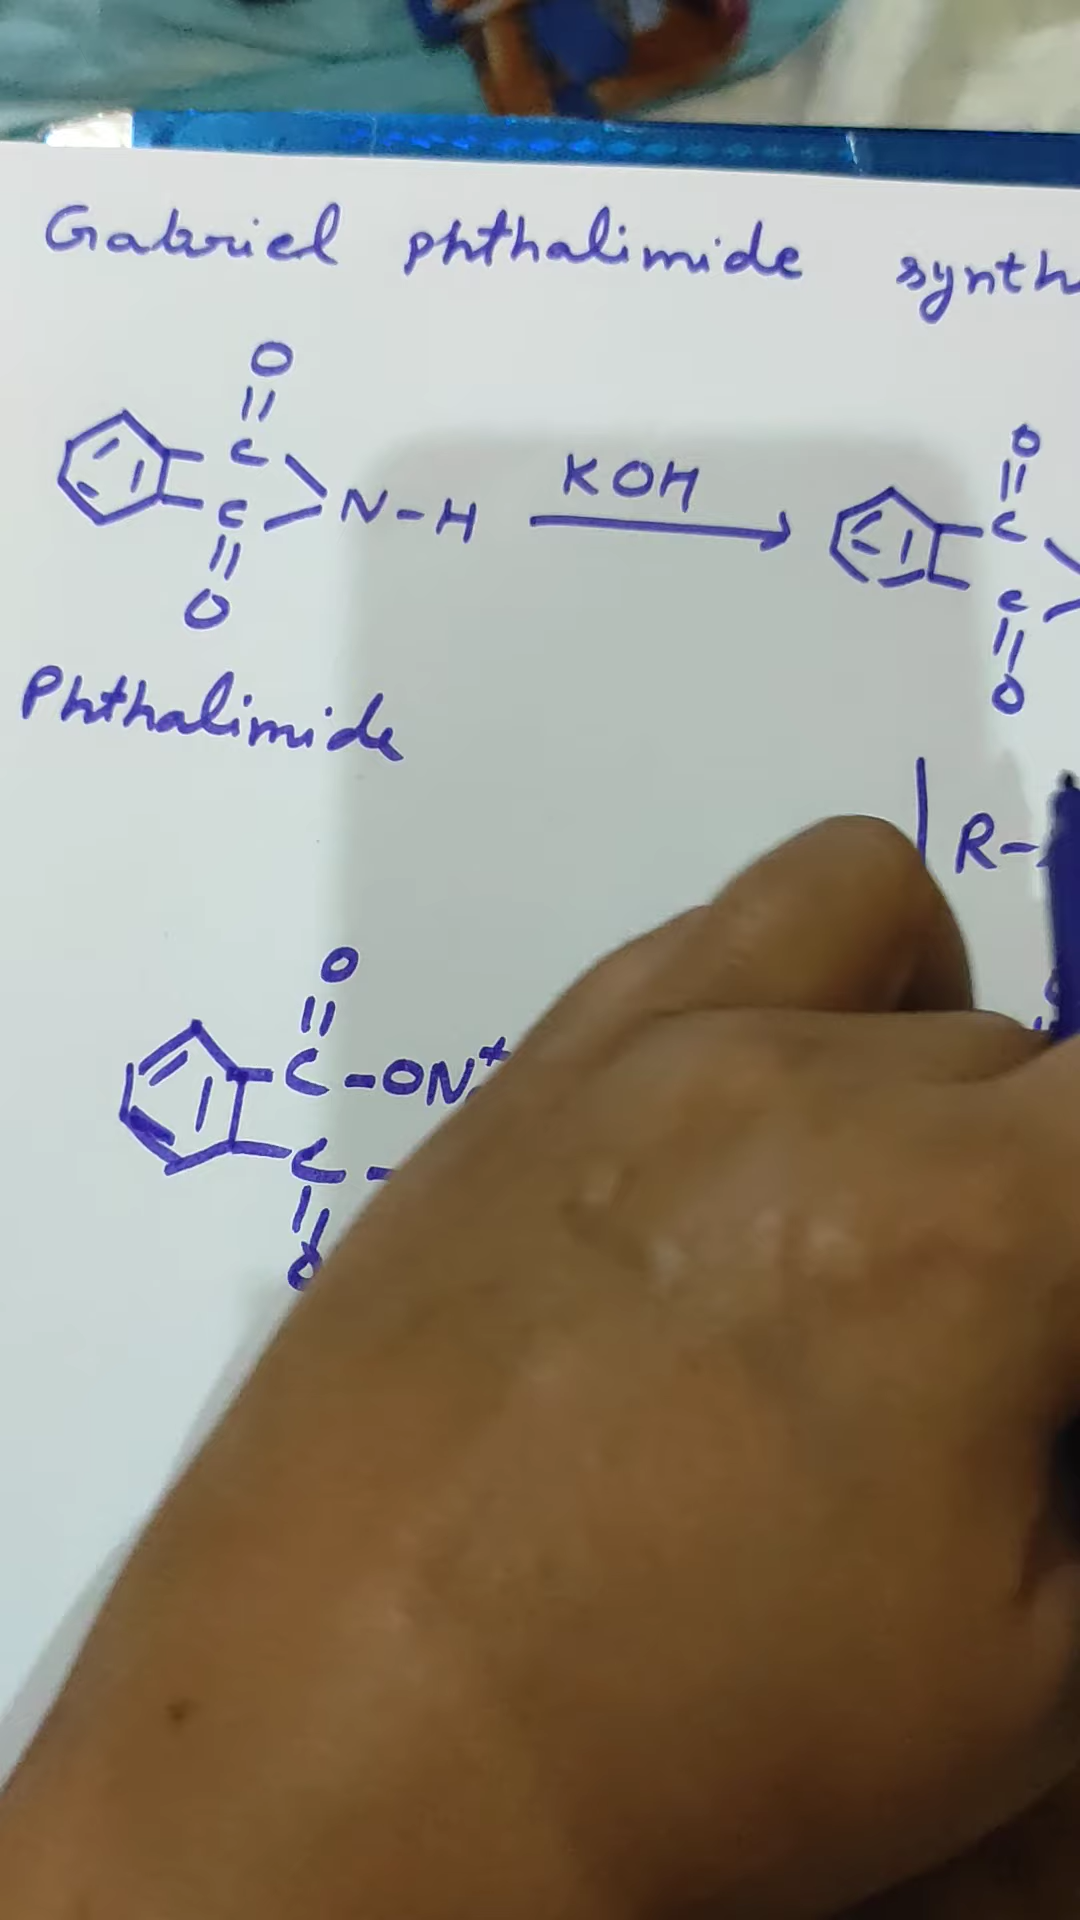 Gabriel phthalimide synth
O
||
C
N-H
C
||
O
KOH
O
||
C
C
||
O
Phthalimide
R-
O
||
C-ON+
C-
||
O